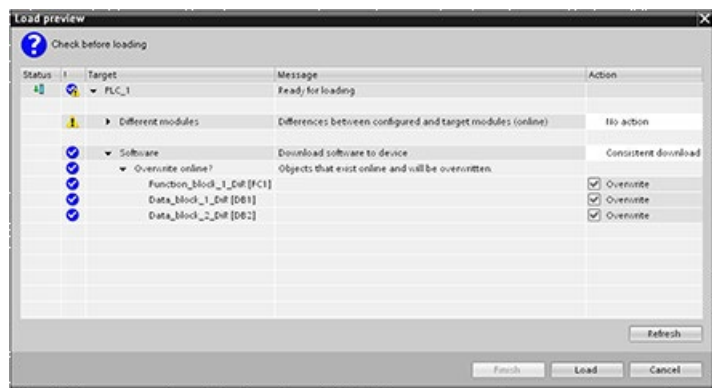 Load preview
Check before loading
Status ! Target Message Action
PLC_1 Ready for loading
Different modules Differences between configured and target modules (online) No action
Software Download software to device Consistent download
Overwrite online? Objects that exist online and will be overwritten.
Function_block_1_Diff [FC1] Overwrite
Data_block_1_Diff [DB1] Overwrite
Data_block_2_Diff [DB2] Overwrite
Refresh
Finish Load Cancel